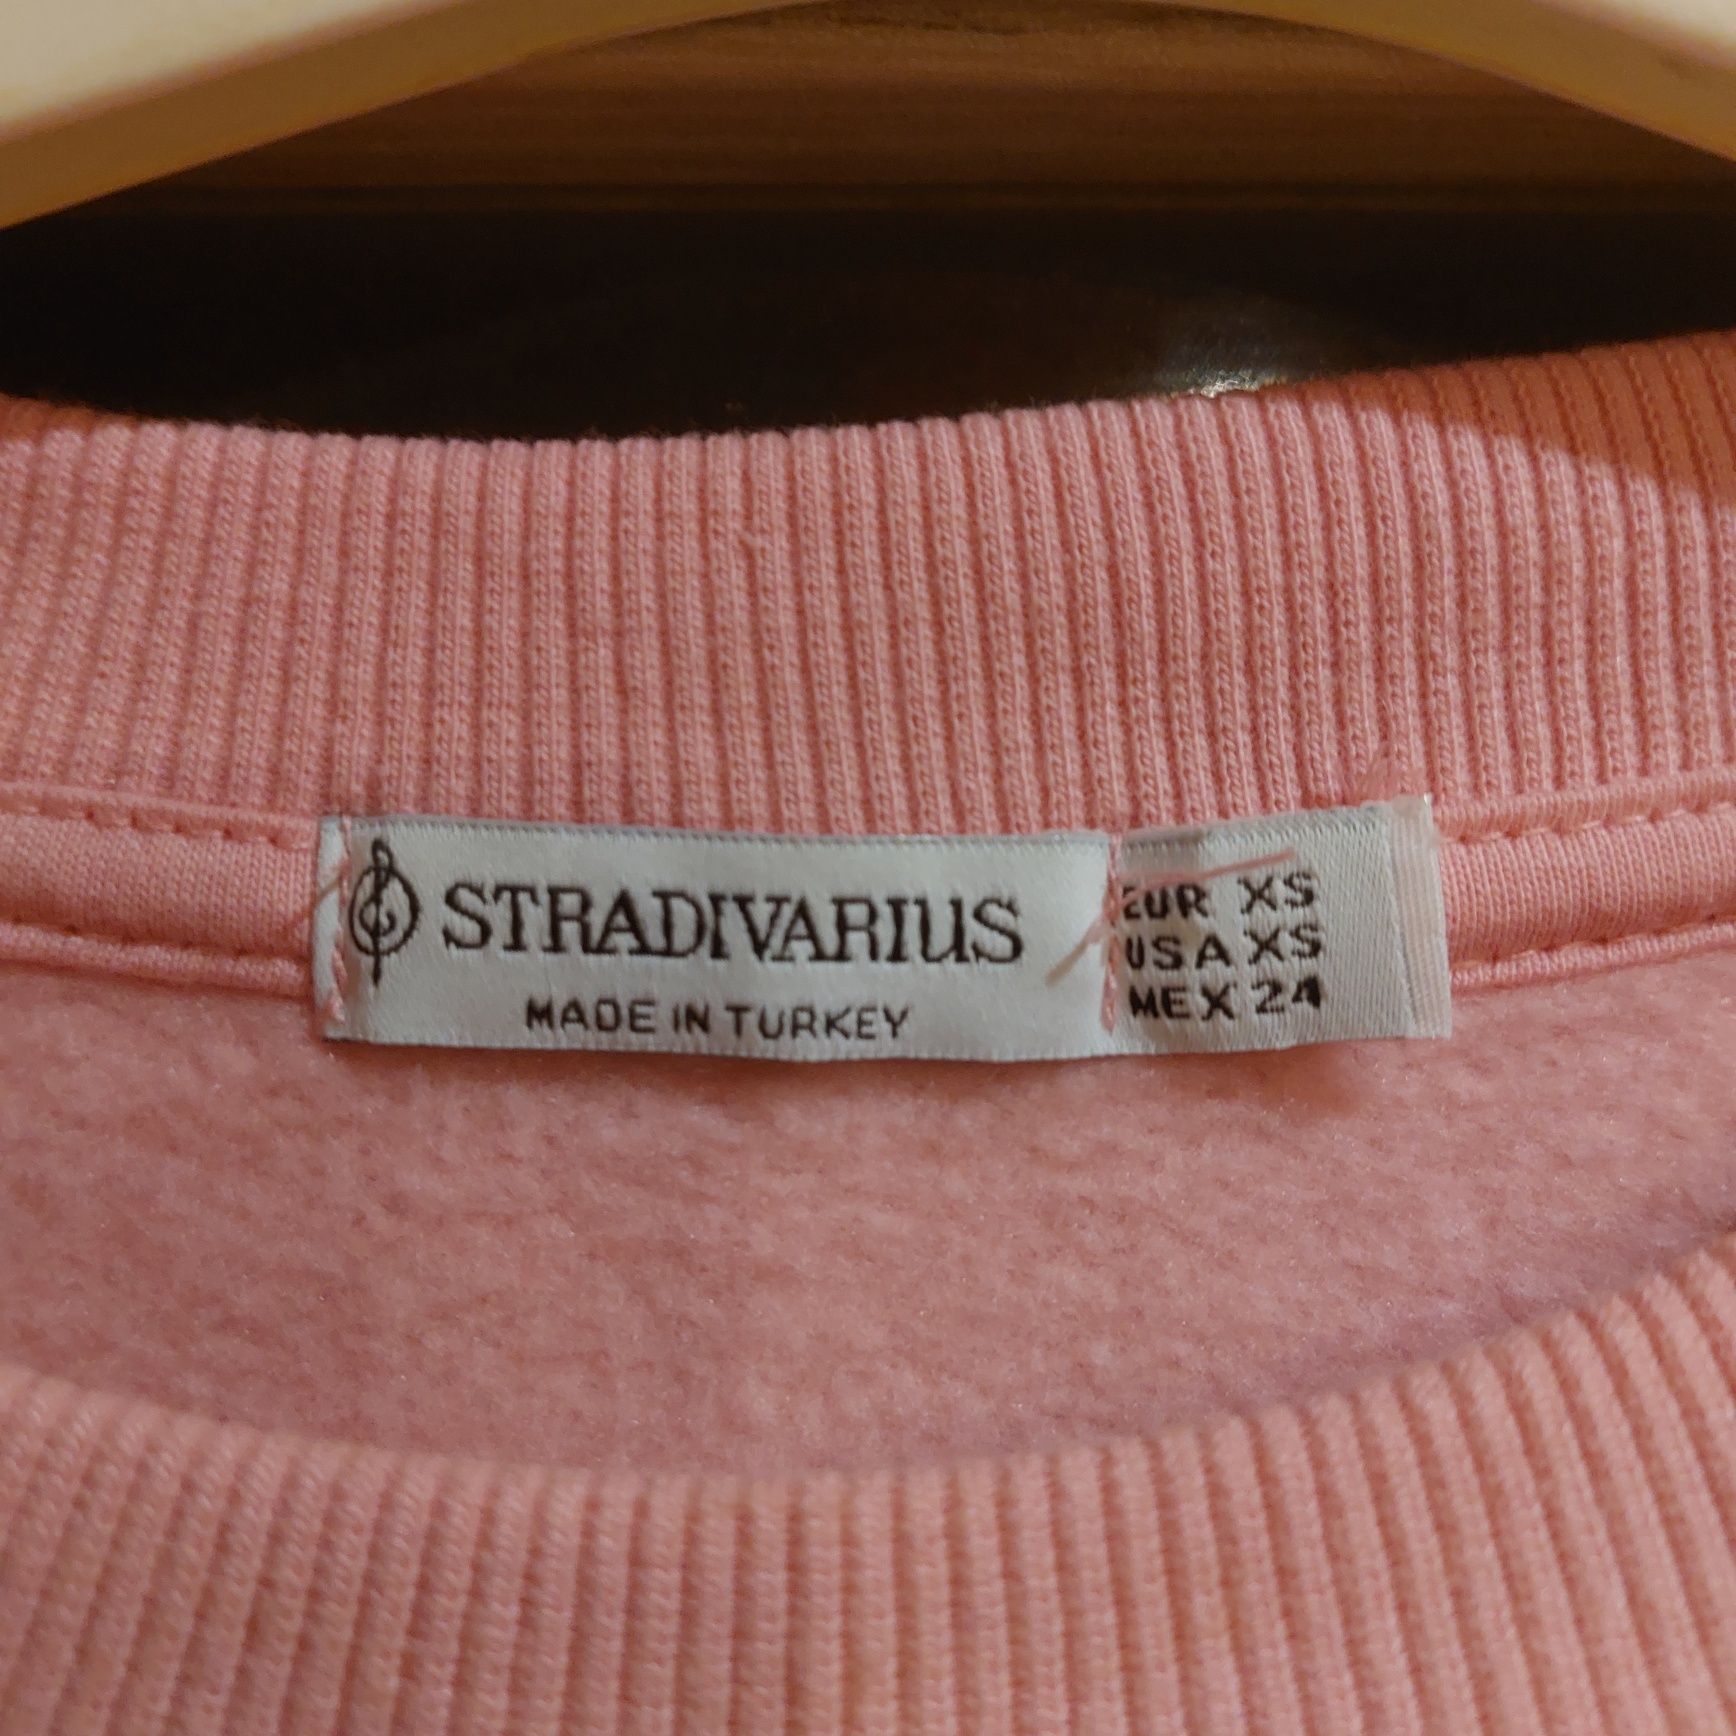 STRADIVARIUS
MADE IN TURKEY
EUR XS
USA XS
MEX 24